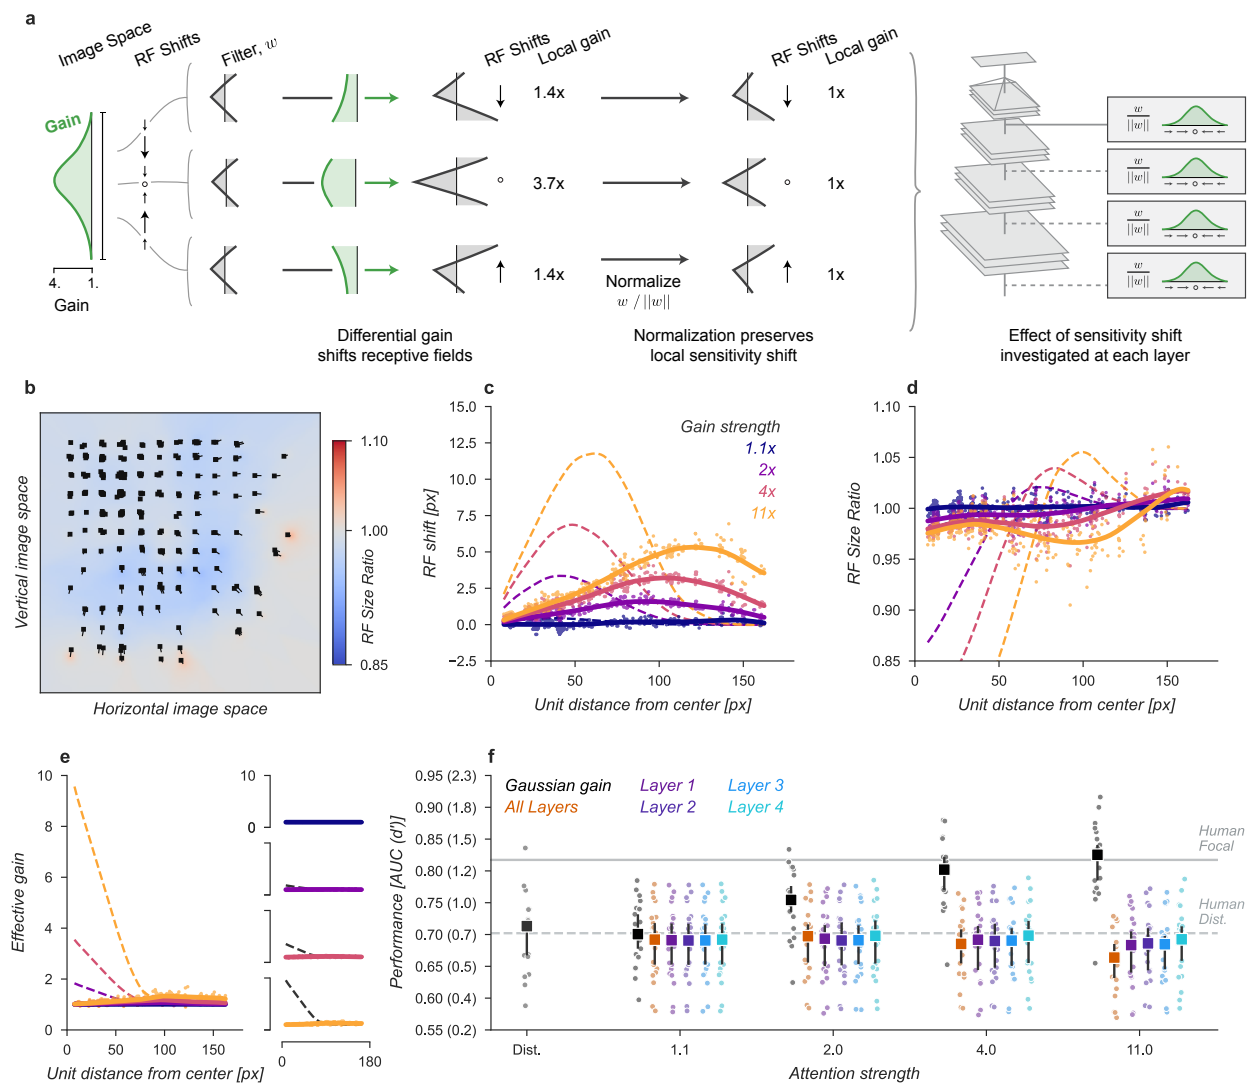 a
Image Space
RF Shifts
Filter, w
RF Shifts
Local gain
RF Shifts
Local gain
Gain
1.4x
1x
3.7x
1x
1.4x
1x
4.
1.
Gain
Normalize
w / ||w||
w
||w||
w
||w||
w
||w||
w
||w||
Differential gain
shifts receptive fields
Normalization preserves
local sensitivity shift
Effect of sensitivity shift
investigated at each layer
b
Vertical image space
Horizontal image space
1.10
1.00
0.85
RF Size Ratio
c
15.0
12.5
10.0
7.5
5.0
2.5
0.0
−2.5
RF shift [px]
Gain strength
1.1x
2x
4x
11x
0
50
100
150
Unit distance from center [px]
d
1.10
1.05
1.00
0.95
0.90
0.85
RF Size Ratio
0
50
100
150
Unit distance from center [px]
e
10
8
6
4
2
0
Effective gain
0
50
100
150
Unit distance from center [px]
10
0
0
180
f
0.95 (2.3)
0.90 (1.8)
0.85 (1.5)
0.80 (1.2)
0.75 (1.0)
0.70 (0.7)
0.65 (0.5)
0.60 (0.4)
0.55 (0.2)
Performance [AUC (d')]
Gaussian gain
All Layers
Layer 1
Layer 2
Layer 3
Layer 4
Human
Focal
Human
Dist.
Dist.
1.1
2.0
4.0
11.0
Attention strength